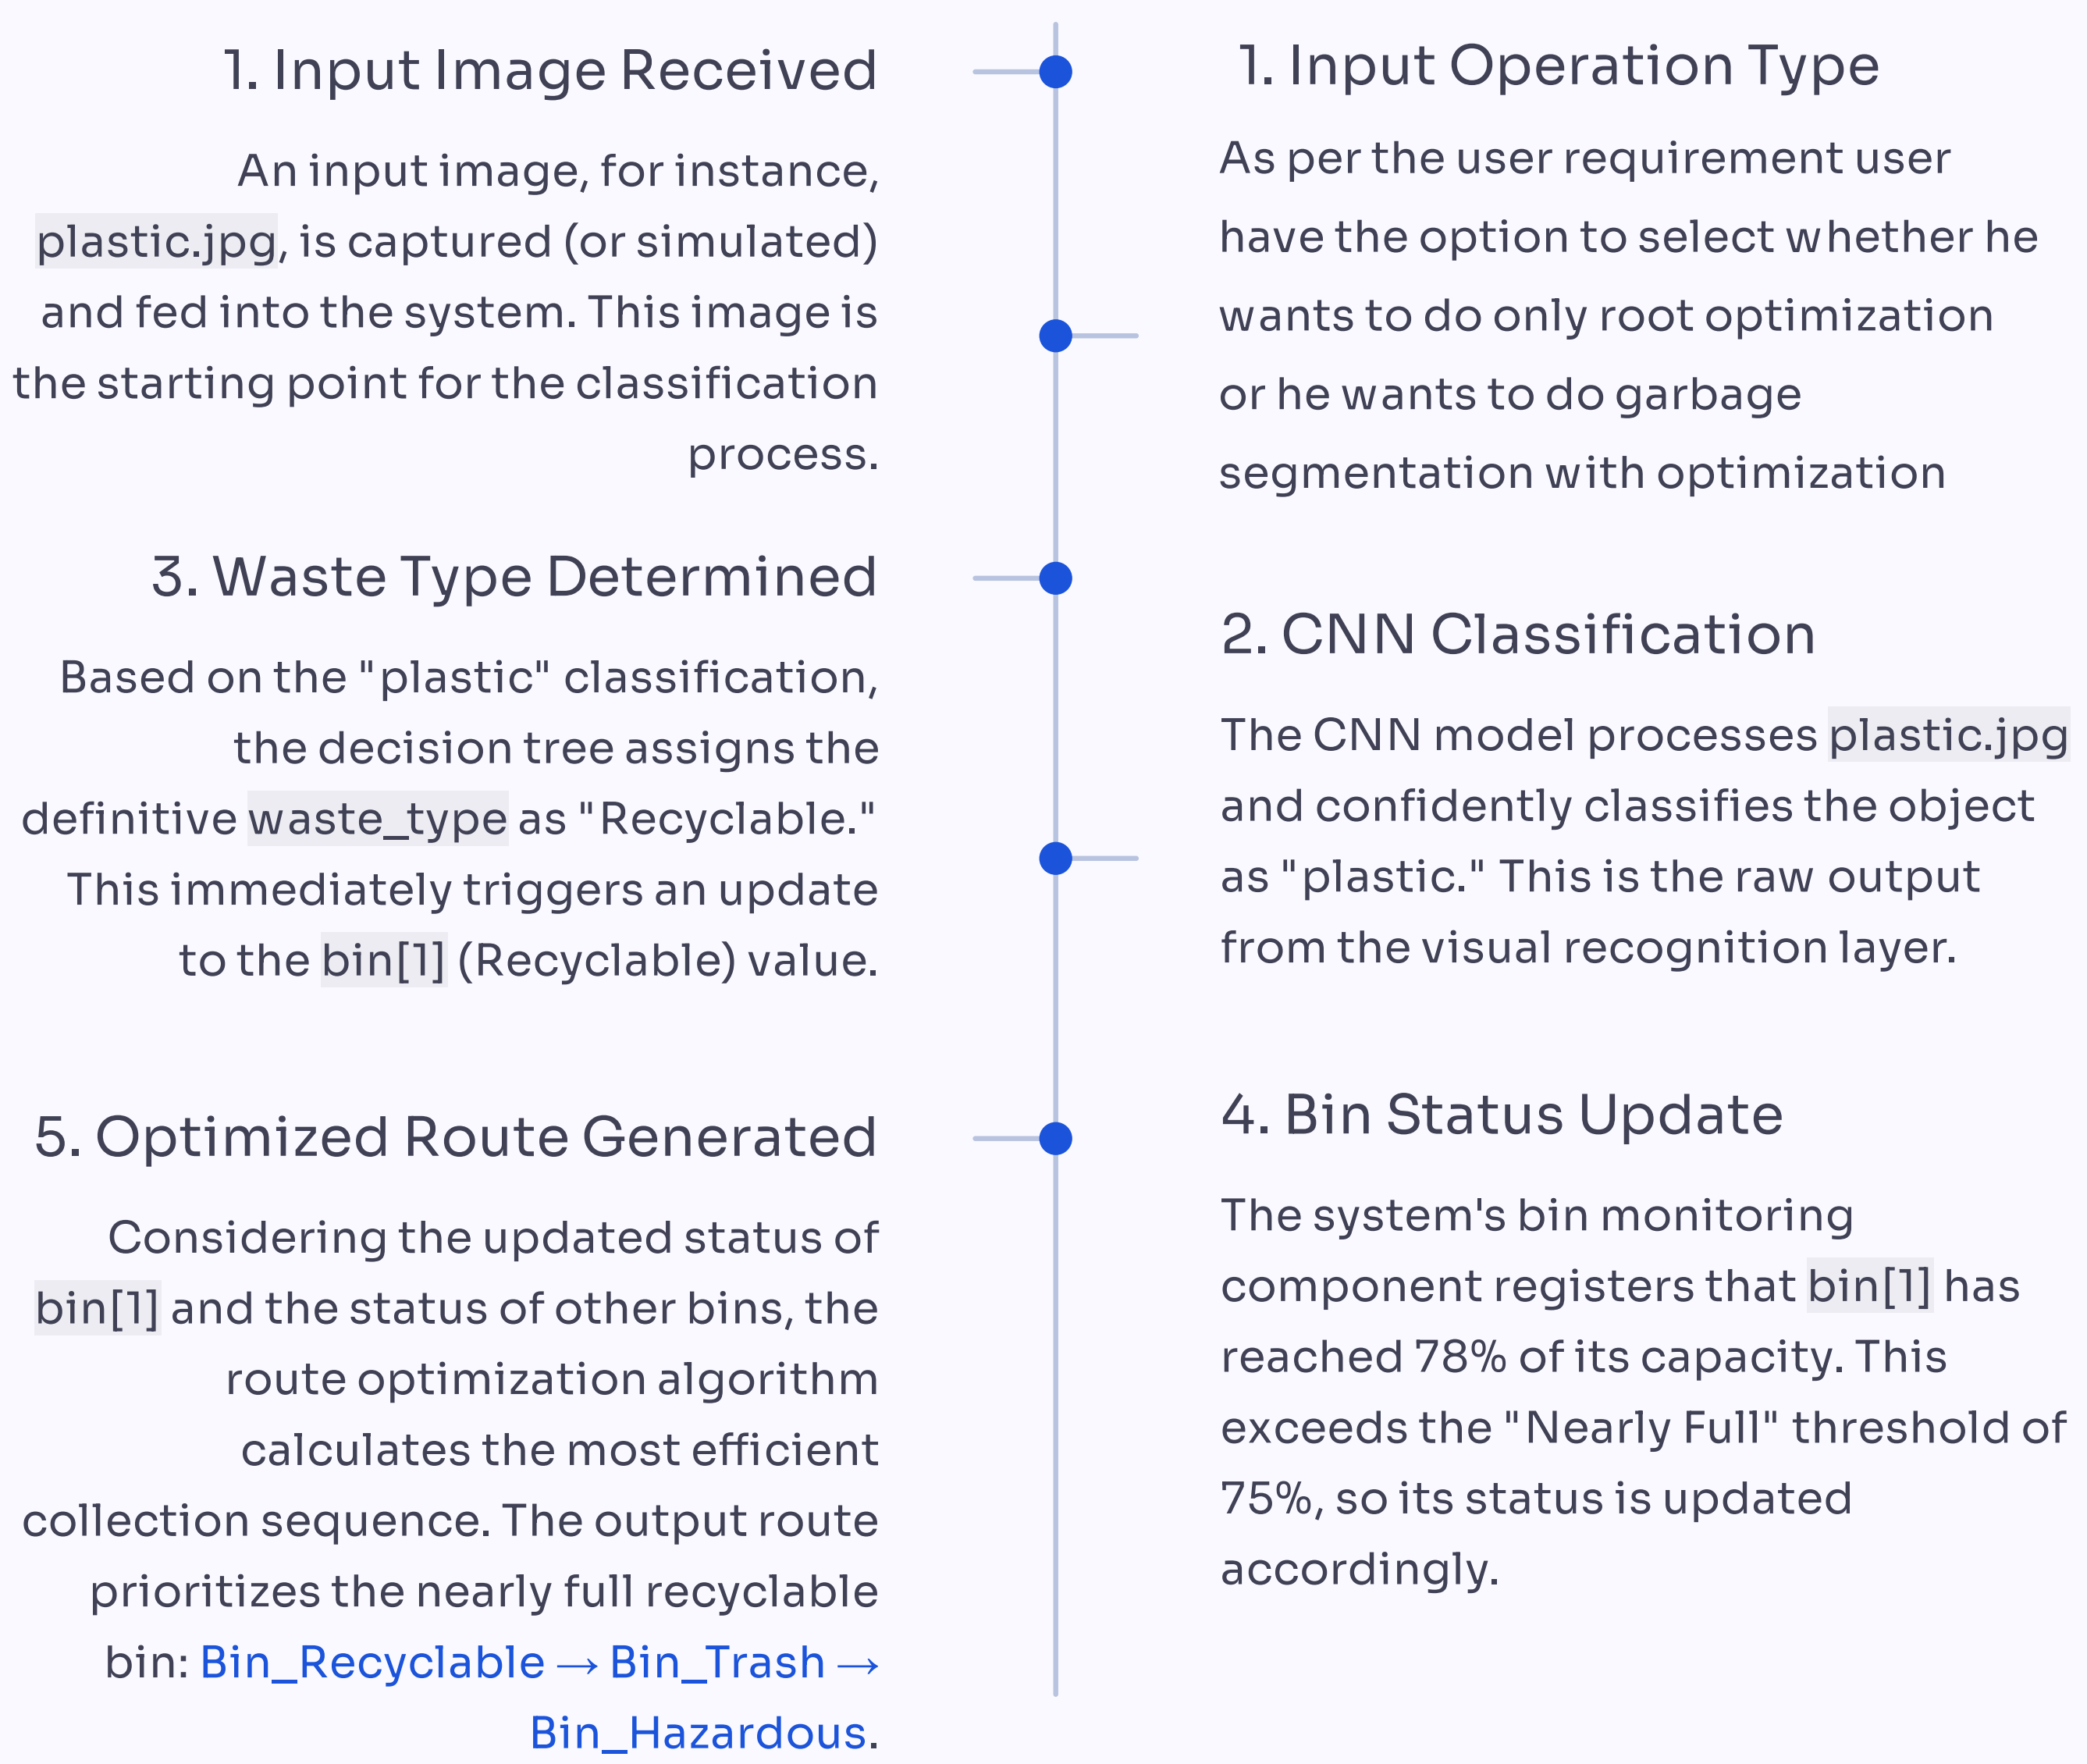 1. Input Image Received
An input image, for instance,
plastic.jpg, is captured (or simulated)
and fed into the system. This image is
the starting point for the classification
process.
1. Input Operation Type
As per the user requirement user
have the option to select whether he
wants to do only root optimization
or he wants to do garbage
segmentation with optimization
2. CNN Classification
The CNN model processes plastic.jpg
and confidently classifies the object
as "plastic." This is the raw output
from the visual recognition layer.
3. Waste Type Determined
Based on the "plastic" classification,
the decision tree assigns the
definitive waste_type as "Recyclable."
This immediately triggers an update
to the bin[1] (Recyclable) value.
4. Bin Status Update
The system's bin monitoring
component registers that bin[1] has
reached 78% of its capacity. This
exceeds the "Nearly Full" threshold of
75%, so its status is updated
accordingly.
5. Optimized Route Generated
Considering the updated status of
bin[1] and the status of other bins, the
route optimization algorithm
calculates the most efficient
collection sequence. The output route
prioritizes the nearly full recyclable
bin: Bin_Recyclable → Bin_Trash →
Bin_Hazardous.